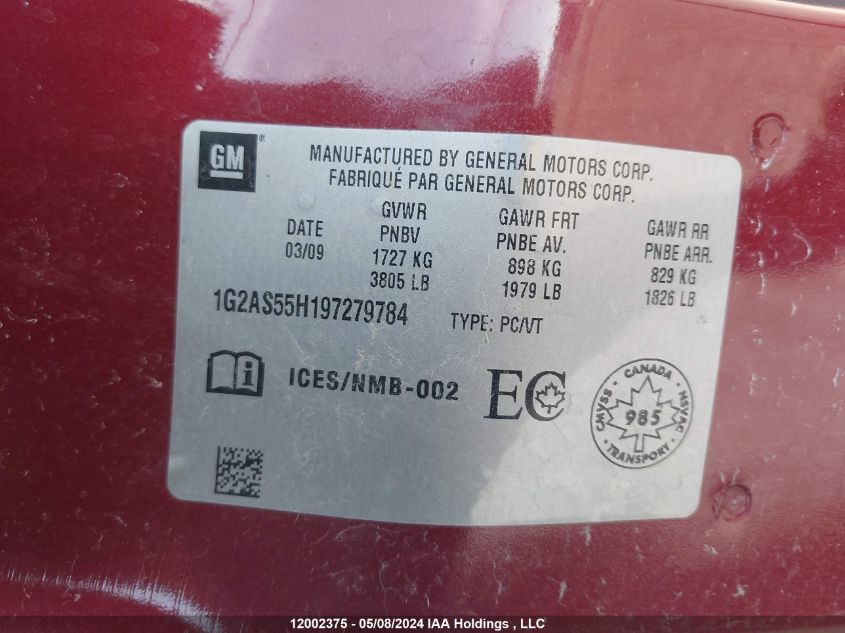 GM®
MANUFACTURED BY GENERAL MOTORS CORP.
FABRIQUÉ PAR GENERAL MOTORS CORP.
DATE
03/09
GVWR
PNBV
1727 KG
3805 LB
GAWR FRT
PNBE AV.
898 KG
1979 LB
GAWR RR
PNBE ARR.
829 KG
1826 LB
1G2AS55H197279784 TYPE: PC/VT
i ICES/NMB-002 EC
CANADA
CMVSS 985 NSVAC
TRANSPORT
12002375 - 05/08/2024 IAA Holdings , LLC